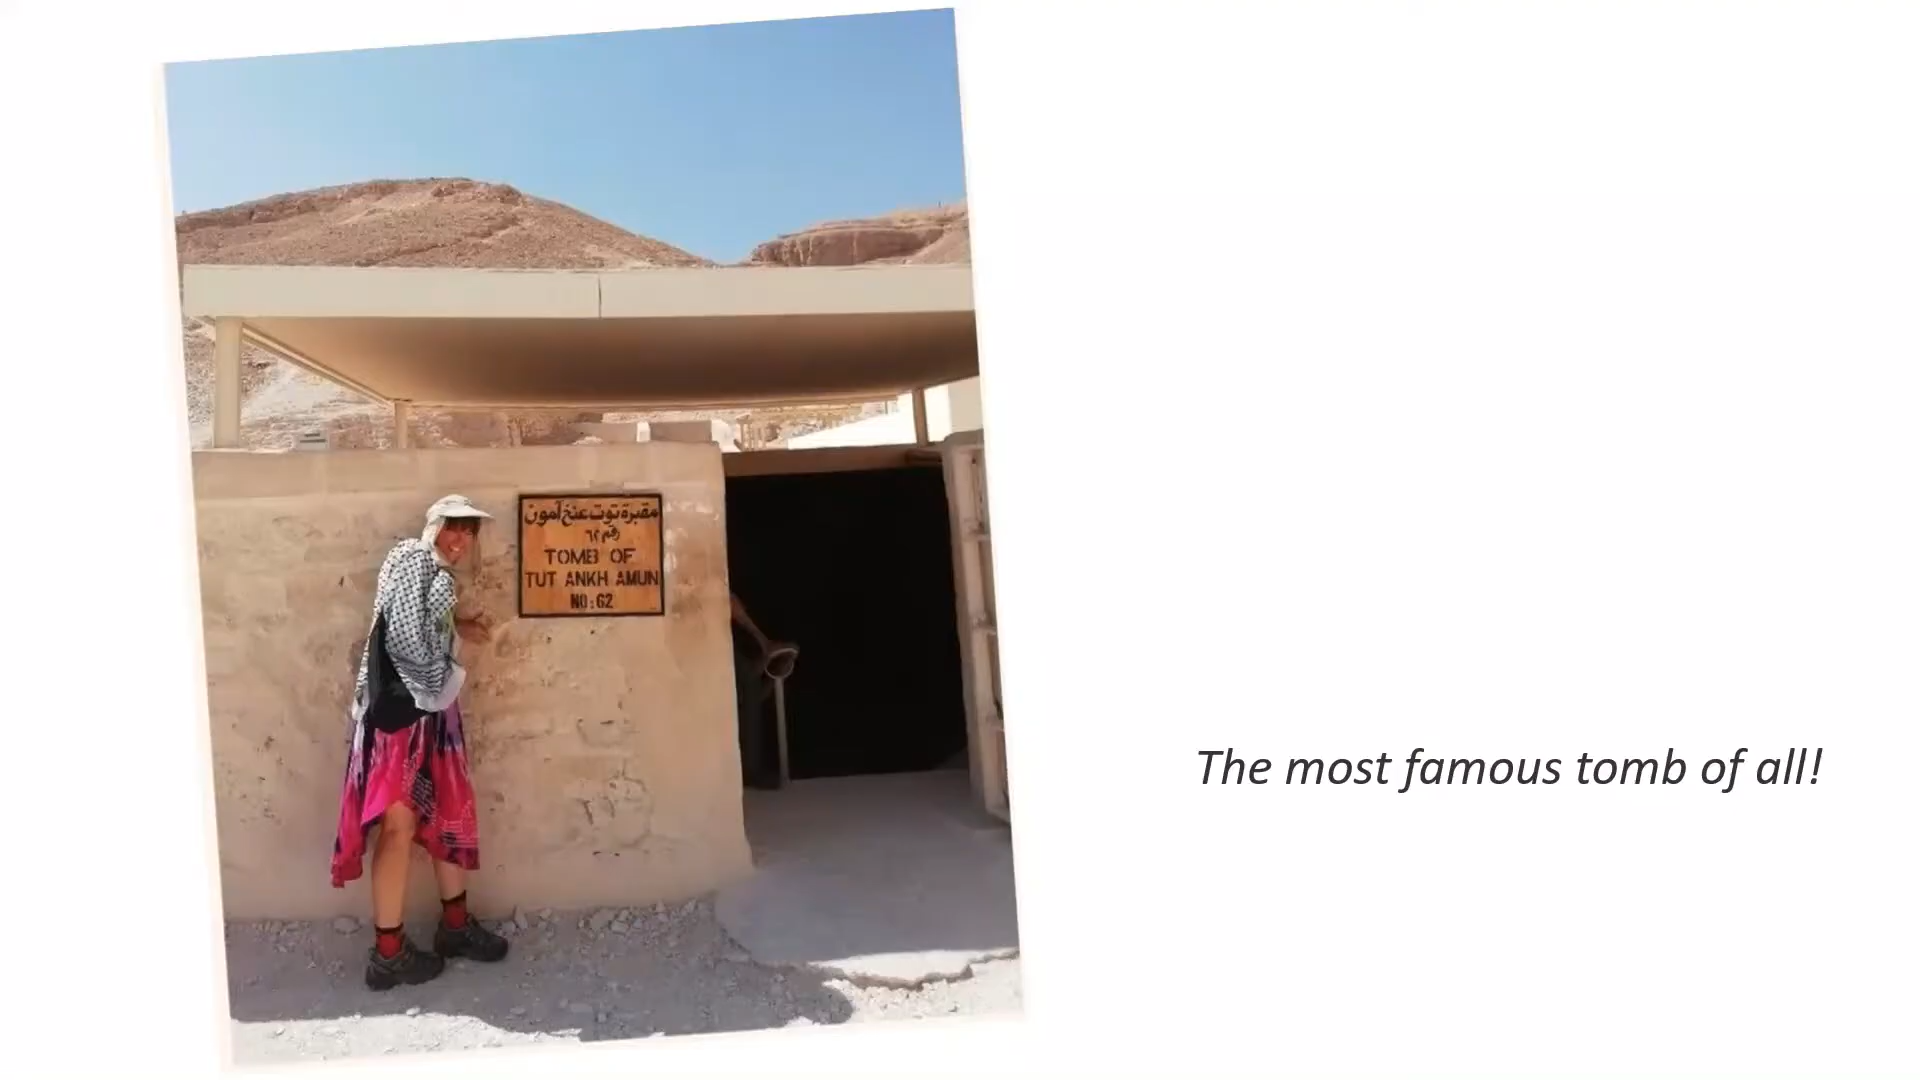 مقبرة توت عنخ آمون
رقم ٦٢
TOMB OF
TUT ANKH AMUN
NO: 62
The most famous tomb of all!